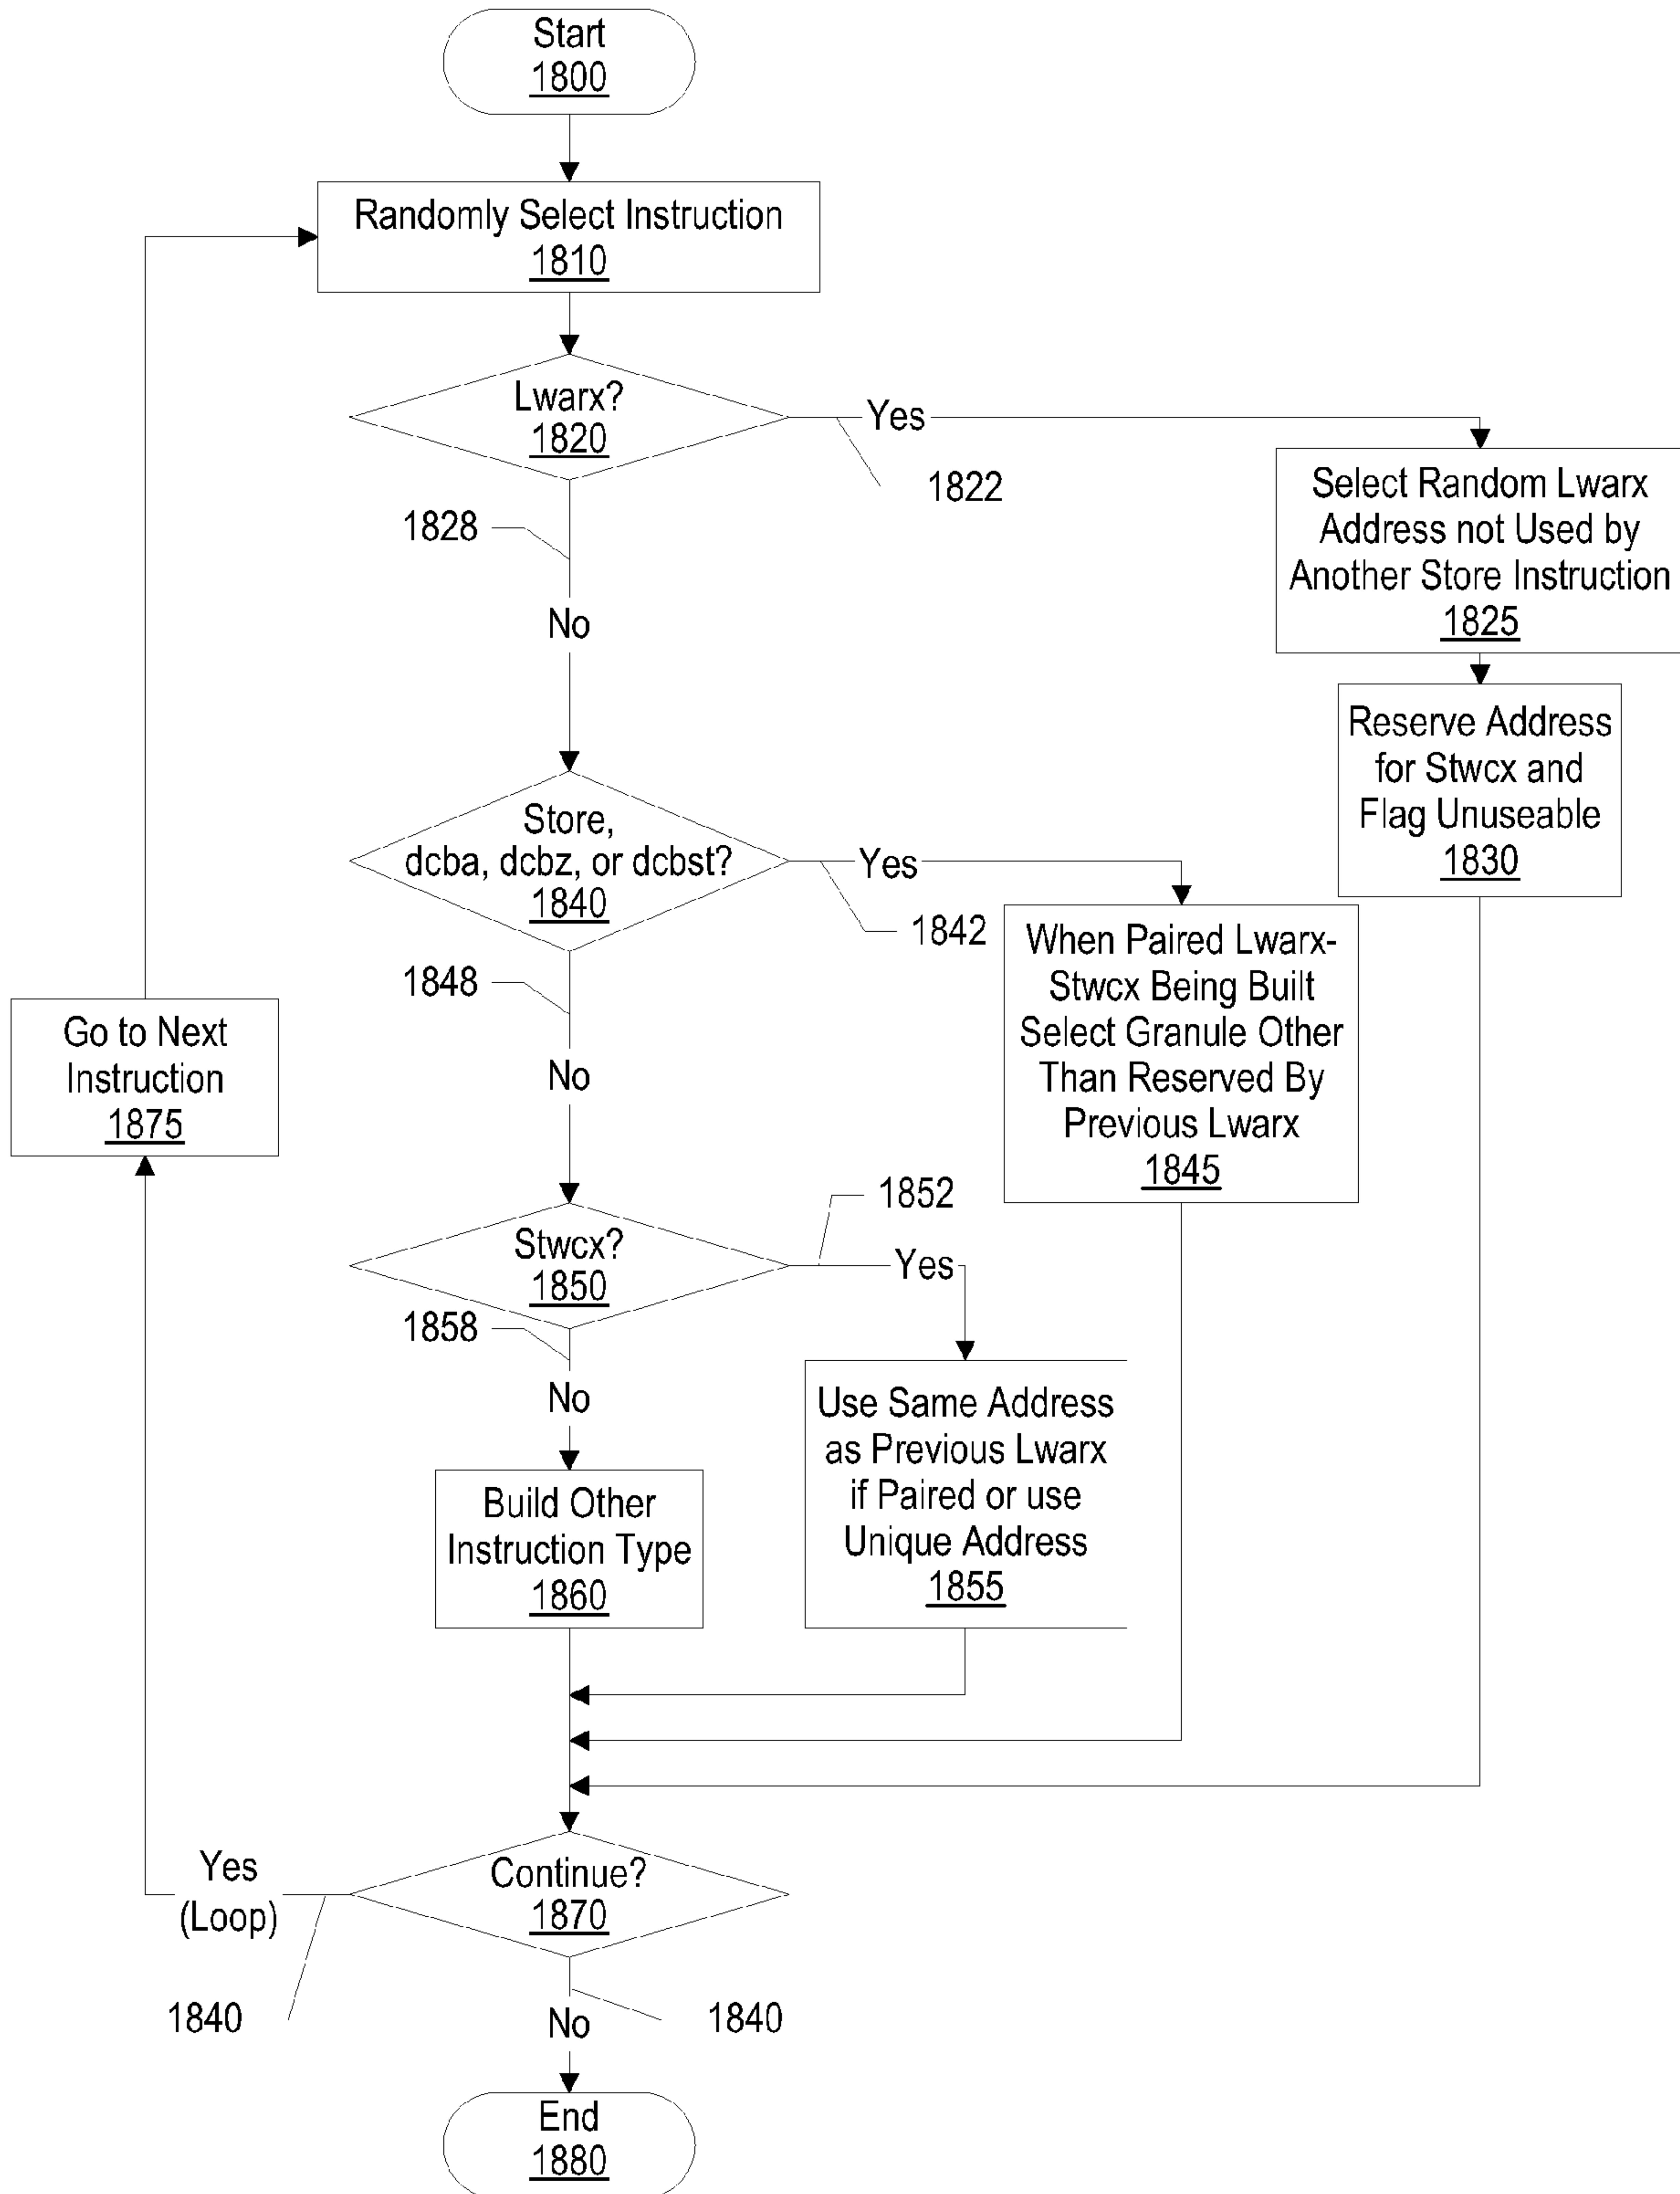 Start
1800
Randomly Select Instruction
1810
Lwarx?
1820
Yes
1822
1828
No
Select Random Lwarx
Address not Used by
Another Store Instruction
1825
Reserve Address
for Stwcx and
Flag Unuseable
1830
Store,
dcba, dcbz, or dcbst?
1840
Yes
1842
1848
No
When Paired Lwarx-
Stwcx Being Built
Select Granule Other
Than Reserved By
Previous Lwarx
1845
Go to Next
Instruction
1875
Stwcx?
1850
1852
Yes
1858
No
Use Same Address
as Previous Lwarx
if Paired or use
Unique Address
1855
Build Other
Instruction Type
1860
Continue?
1870
Yes
(Loop)
1840
No
1840
End
1880